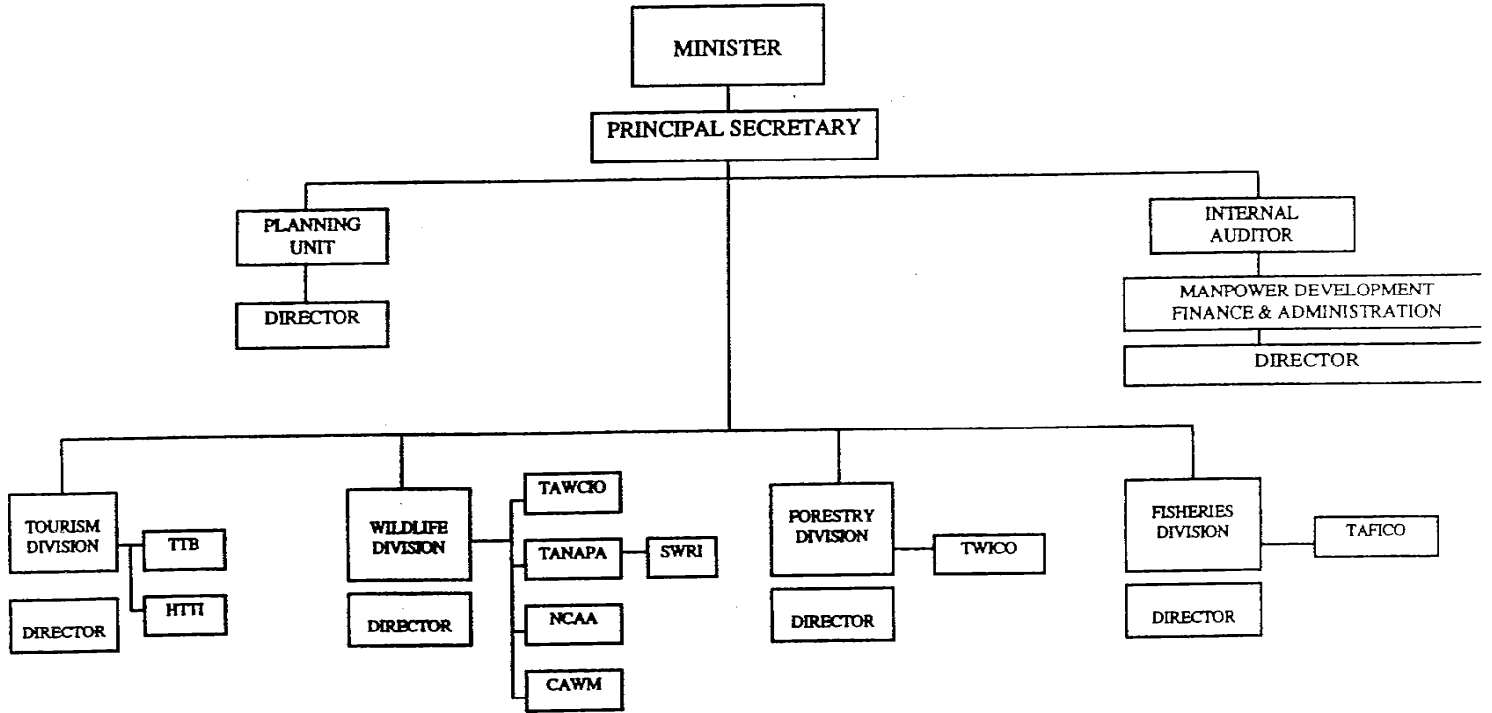 MINISTER
PRINCIPAL SECRETARY
PLANNING
UNIT
DIRECTOR
INTERNAL
AUDITOR
MANPOWER DEVELOPMENT
FINANCE & ADMINISTRATION
DIRECTOR
TOURISM
DIVISION
DIRECTOR
TTB
HTTI
WILDLIFE
DIVISION
DIRECTOR
TAWCIO
TANAPA
SWRI
NCAA
CAWM
FORESTRY
DIVISION
DIRECTOR
TWICO
FISHERIES
DIVISION
DIRECTOR
TAFICO